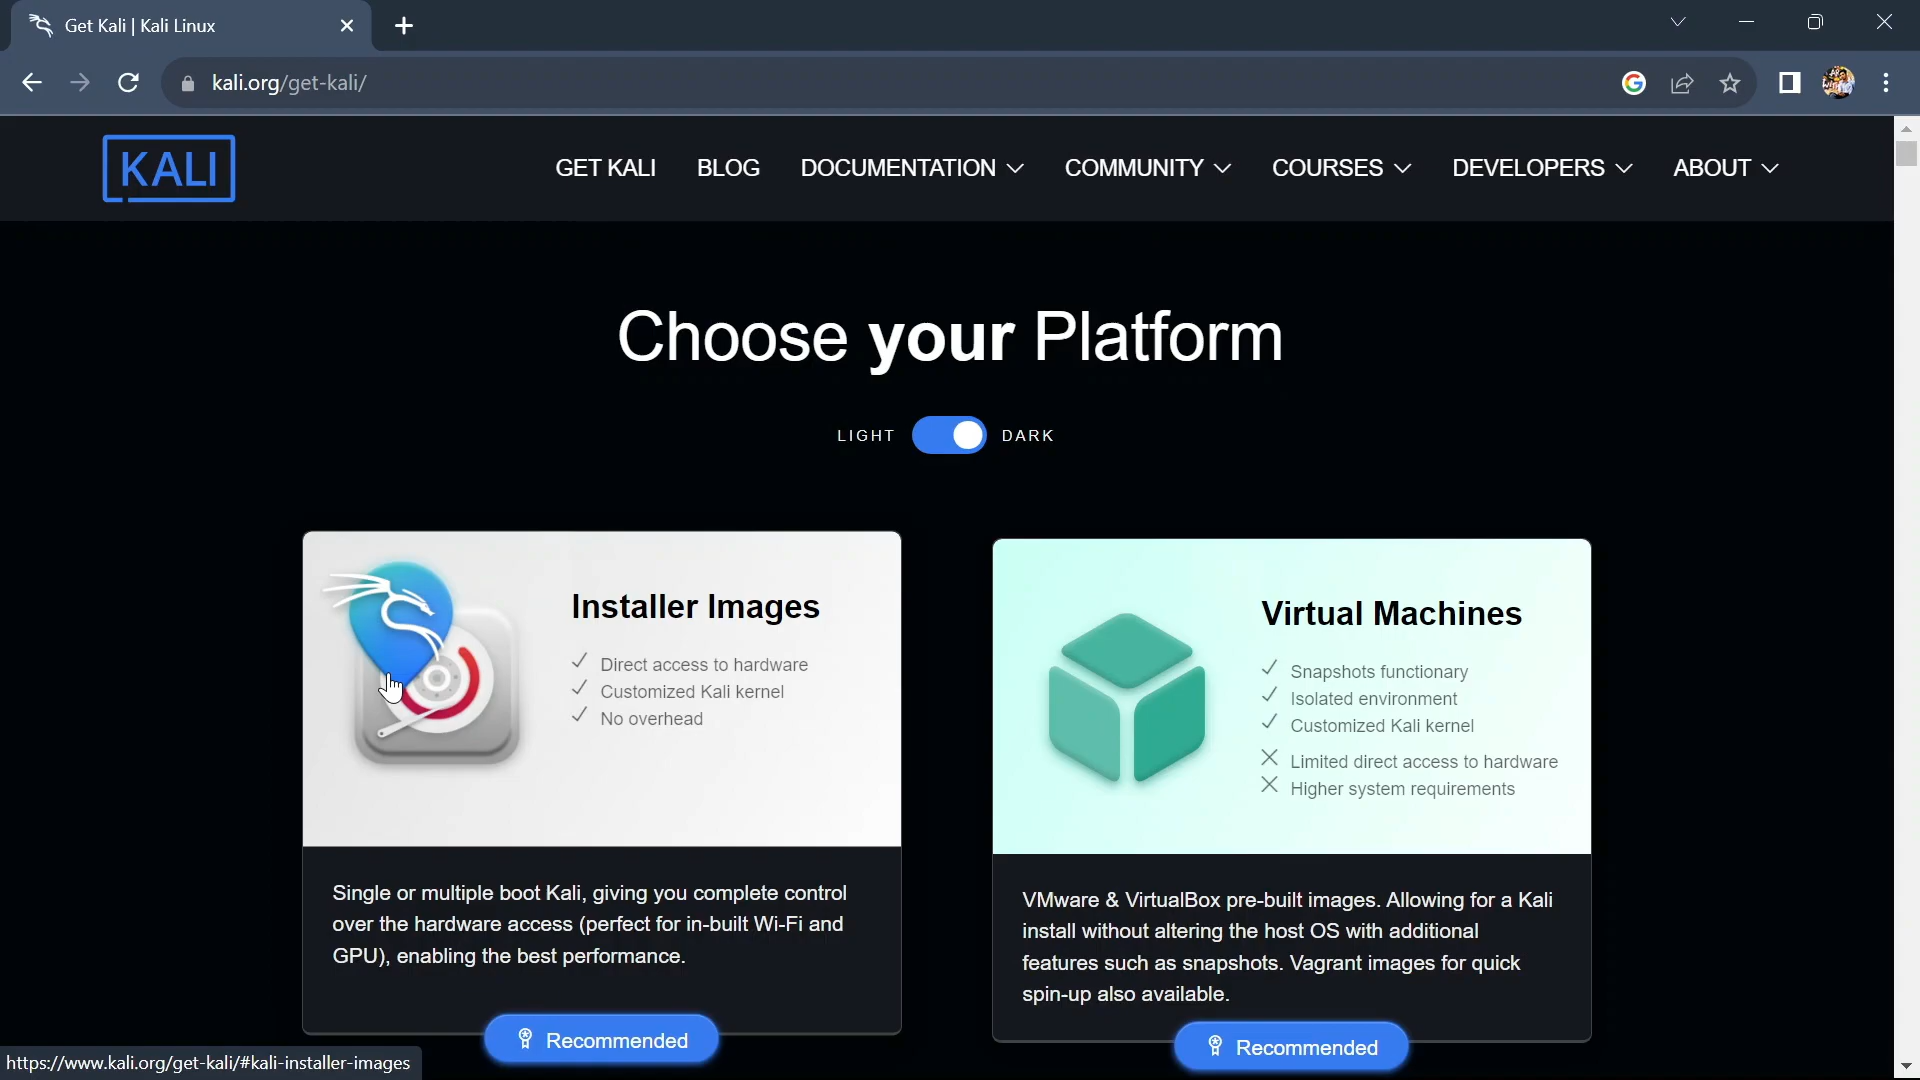 Get Kali | Kali Linux
kali.org/get-kali/
KALI
GET KALI BLOG DOCUMENTATION COMMUNITY COURSES DEVELOPERS ABOUT
Choose your Platform
LIGHT DARK
Installer Images
Direct access to hardware
Customized Kali kernel
No overhead
Single or multiple boot Kali, giving you complete control
over the hardware access (perfect for in-built Wi-Fi and
GPU), enabling the best performance.
Recommended
Virtual Machines
Snapshots functionary
Isolated environment
Customized Kali kernel
Limited direct access to hardware
Higher system requirements
VMware & VirtualBox pre-built images. Allowing for a Kali
install without altering the host OS with additional
features such as snapshots. Vagrant images for quick
spin-up also available.
Recommended
https://www.kali.org/get-kali/#kali-installer-images